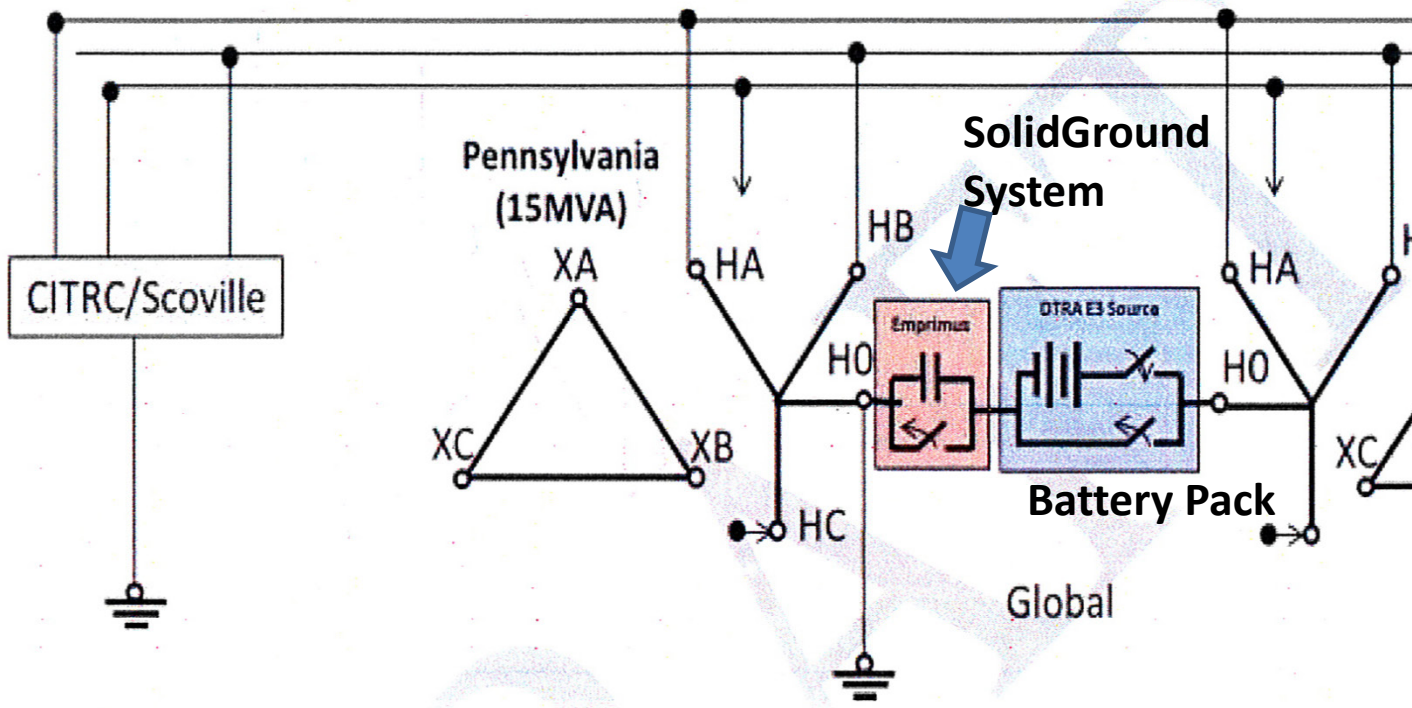 SolidGround
System
Pennsylvania
(15MVA)
HB
H
XA
HA
HA
CITRC/Scoville
Emprimus
DTRA E3 Source
H0
H0
XC
XB
XC
Battery Pack
HC
Global